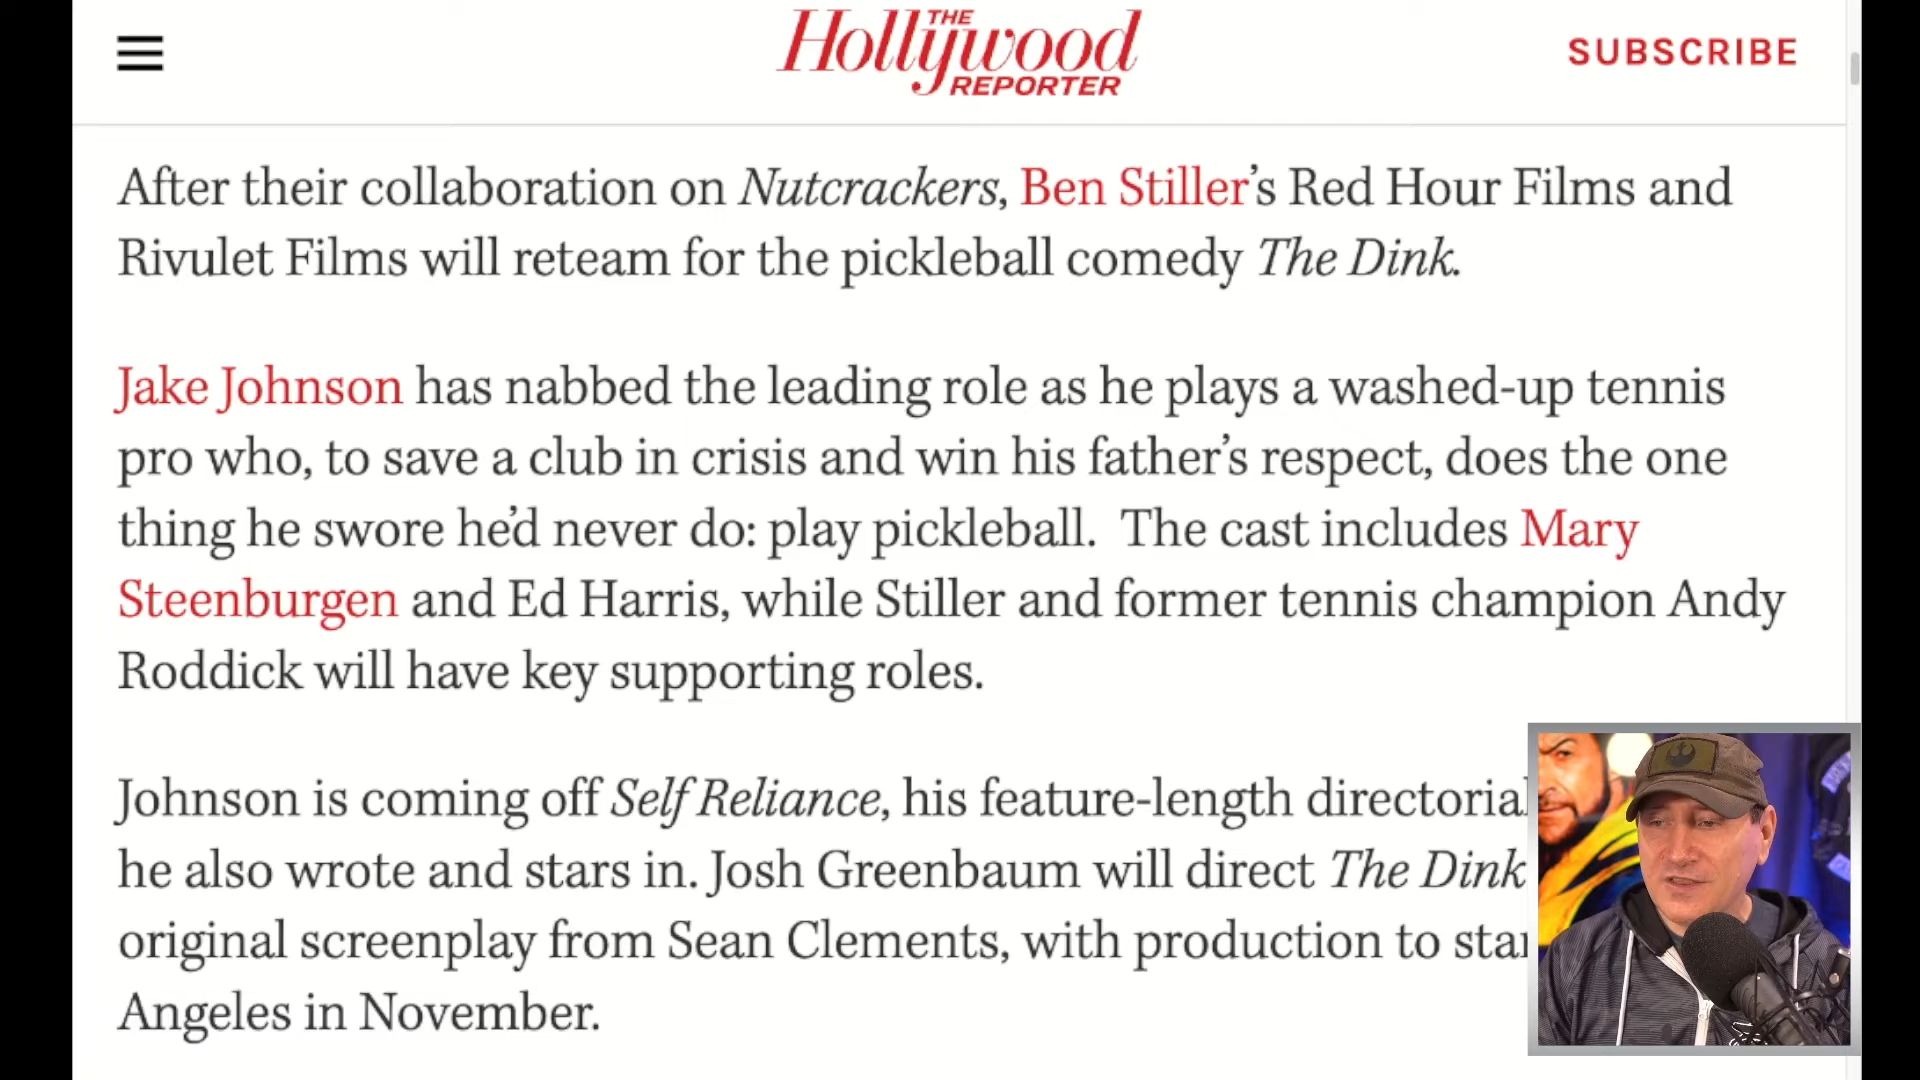 THE
Hollywood
REPORTER
SUBSCRIBE
After their collaboration on Nutcrackers, Ben Stiller’s Red Hour Films and
Rivulet Films will reteam for the pickleball comedy The Dink.
Jake Johnson has nabbed the leading role as he plays a washed-up tennis
pro who, to save a club in crisis and win his father’s respect, does the one
thing he swore he’d never do: play pickleball.  The cast includes Mary
Steenburgen and Ed Harris, while Stiller and former tennis champion Andy
Roddick will have key supporting roles.
Johnson is coming off Self Reliance, his feature-length directorial
he also wrote and stars in. Josh Greenbaum will direct The Dink
original screenplay from Sean Clements, with production to
Angeles in November.